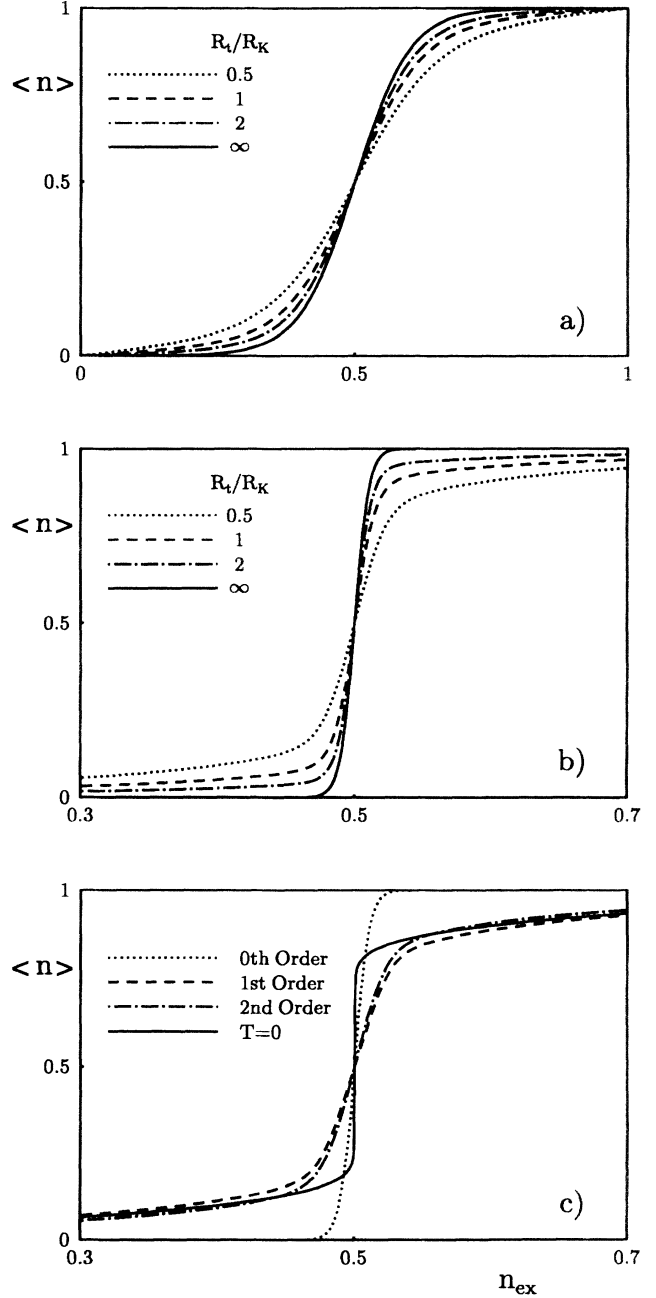 1
R_t/R_K
<n>
0.5
1
2
∞
0.5
a)
0
0 0.5 1
1
R_t/R_K
<n>
0.5
1
2
∞
0.5
b)
0
0.3 0.5 0.7
1
<n>
0th Order
1st Order
2nd Order
T=0
0.5
c)
0
0.3 0.5 0.7
n_ex